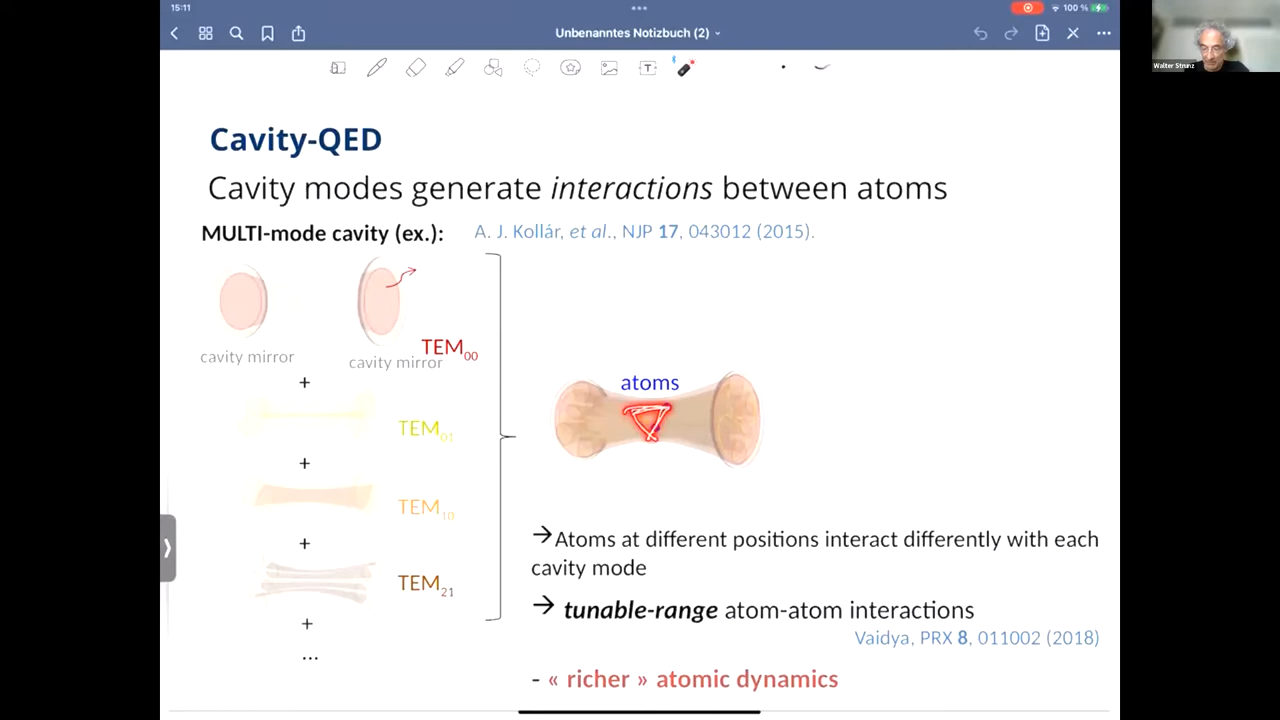 15:11
100 %
Unbenanntes Notizbuch (2)
Walter Strunz
Cavity-QED
Cavity modes generate interactions between atoms
MULTI-mode cavity (ex.):
A. J. Kollár, et al., NJP 17, 043012 (2015).
cavity mirror
cavity mirror
TEM00
+
TEM01
+
TEM10
+
TEM21
+
...
atoms
→Atoms at different positions interact differently with each
cavity mode
→ tunable-range atom-atom interactions
Vaidya, PRX 8, 011002 (2018)
- « richer » atomic dynamics